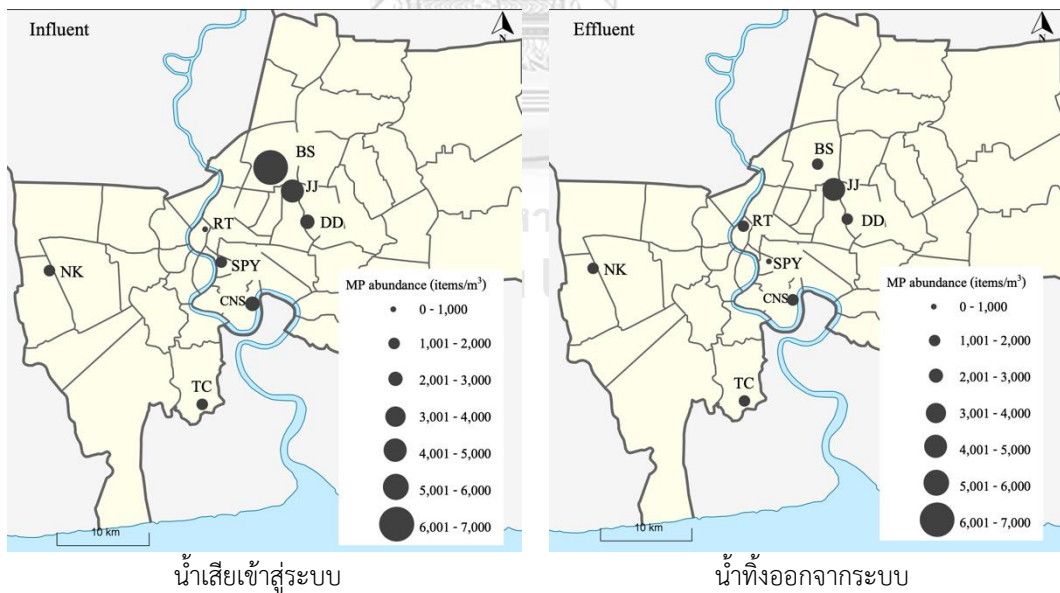 Influent
N
BS
JJ
RT
DD
NK
SPY
CNS
TC
MP abundance (items/m³)
0 - 1,000
1,001 - 2,000
2,001 - 3,000
3,001 - 4,000
4,001 - 5,000
5,001 - 6,000
6,001 - 7,000
10 km
น้ำเสียเข้าสู่ระบบ
Effluent
N
BS
JJ
RT
DD
NK
SPY
CNS
TC
MP abundance (items/m³)
0 - 1,000
1,001 - 2,000
2,001 - 3,000
3,001 - 4,000
4,001 - 5,000
5,001 - 6,000
6,001 - 7,000
10 km
น้ำทิ้งออกจากระบบ